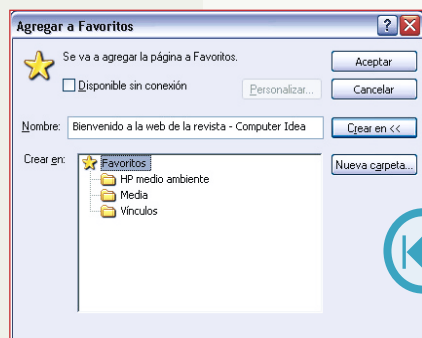 Agregar a Favoritos
Se va a agregar la página a Favoritos.
Aceptar
Disponible sin conexión
Personalizar...
Cancelar
Nombre: Bienvenido a la web de la revista - Computer Idea
Crear en <<
Crear en:
Favoritos
Nueva carpeta...
HP medio ambiente
Media
Vínculos